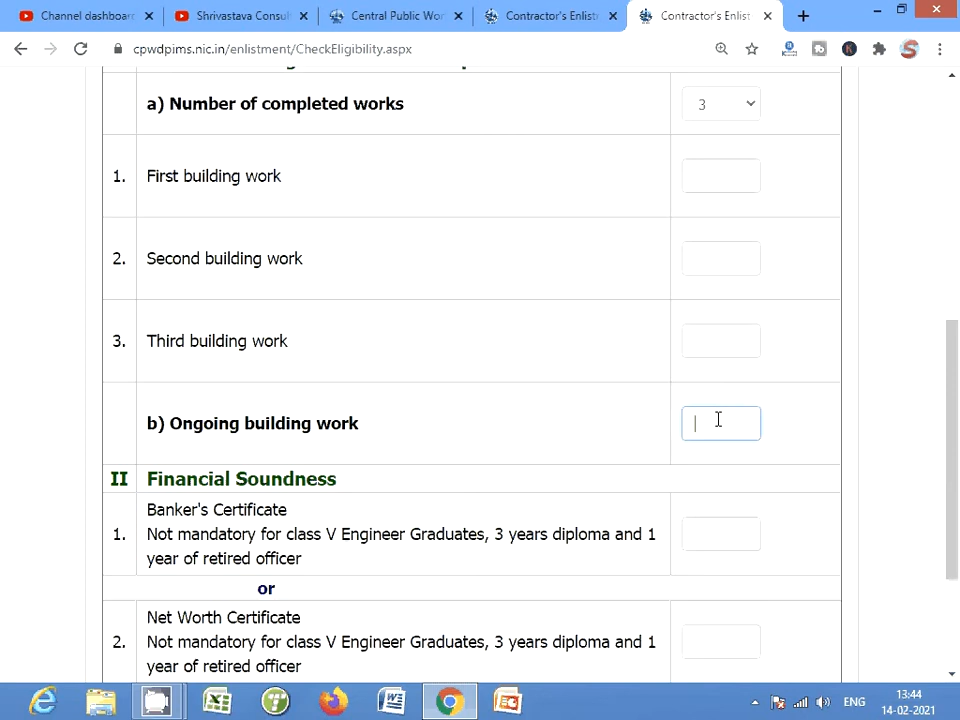 Channel dashboar
Shrivastava Consul
Central Public Wor
Contractor's Enlist
Contractor's Enlist
cpwdpims.nic.in/enlistment/CheckEligibility.aspx
a) Number of completed works
3
1. First building work
2. Second building work
3. Third building work
b) Ongoing building work
II Financial Soundness
Banker's Certificate
1. Not mandatory for class V Engineer Graduates, 3 years diploma and 1
year of retired officer
or
Net Worth Certificate
2. Not mandatory for class V Engineer Graduates, 3 years diploma and 1
year of retired officer
ENG
13:44
14-02-2021